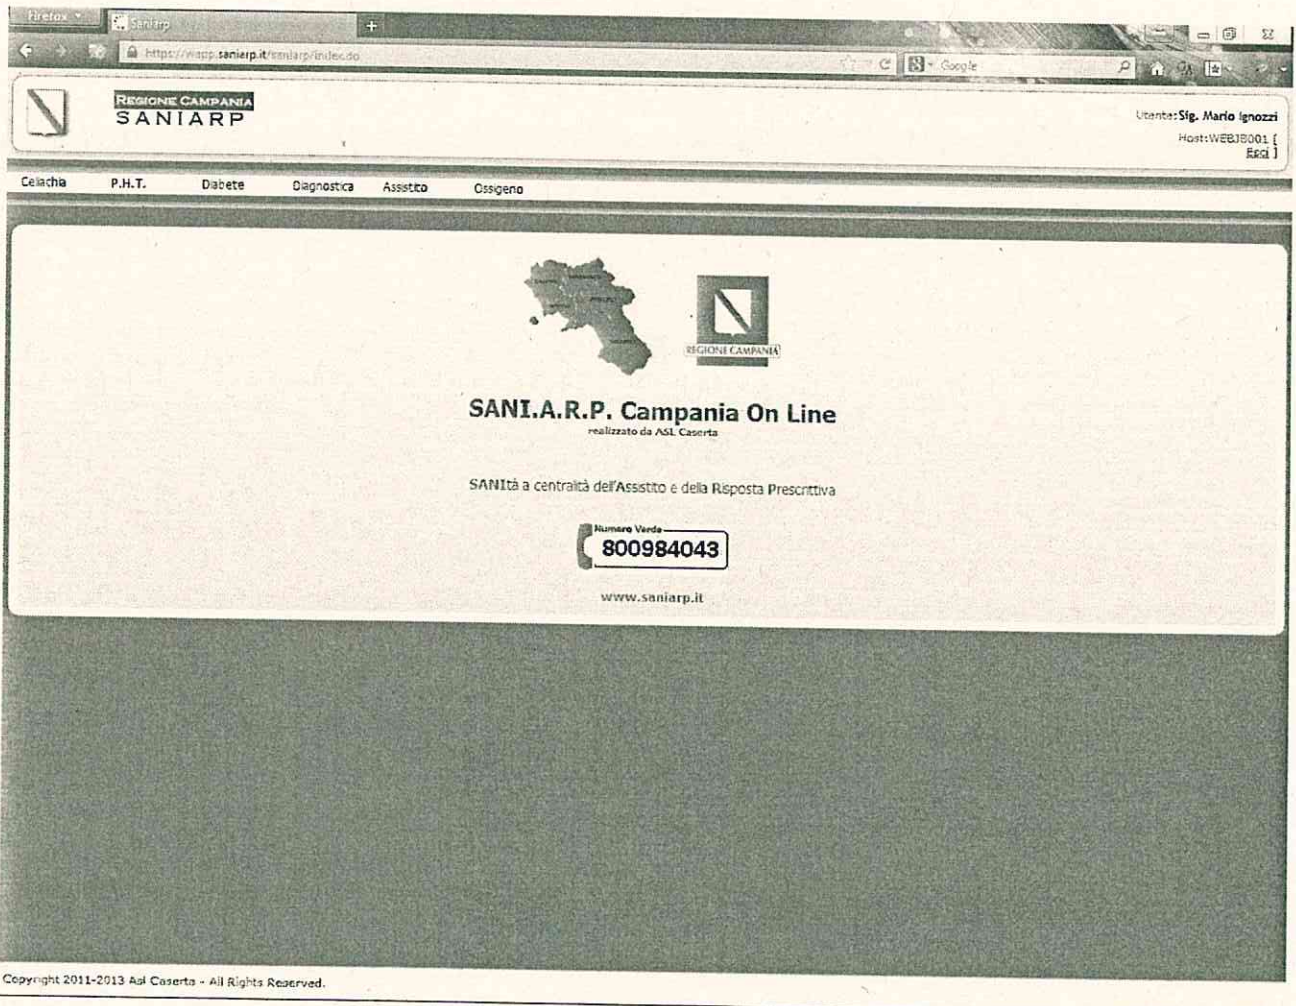 Firefox
Saniarp
+
https://wapp.saniarp.it/saniarp/index.do
Google
REGIONE CAMPANIA
SANIARP
Utente:Sig. Mario Ignozzi
Host:WEBJB001 [
Esci ]
Celiachia P.H.T. Diabete Diagnostica Assistito Ossigeno
REGIONE CAMPANIA
SANI.A.R.P. Campania On Line
realizzato da ASL Caserta
SANItà a centralità dell'Assistito e della Risposta Prescrittiva
Numero Verde
800984043
www.saniarp.it
Copyright 2011-2013 Asl Caserta - All Rights Reserved.